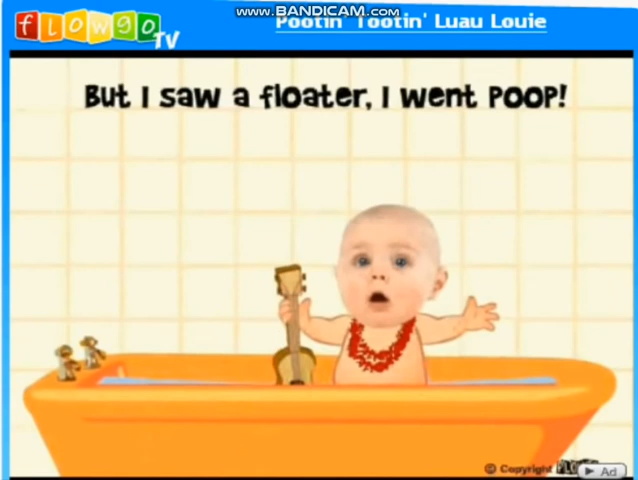 www.BANDICAM.com
flowgo TV
Pootin' Tootin' Luau Louie
But I saw a floater, I went POOP!
© Copyright
Ad